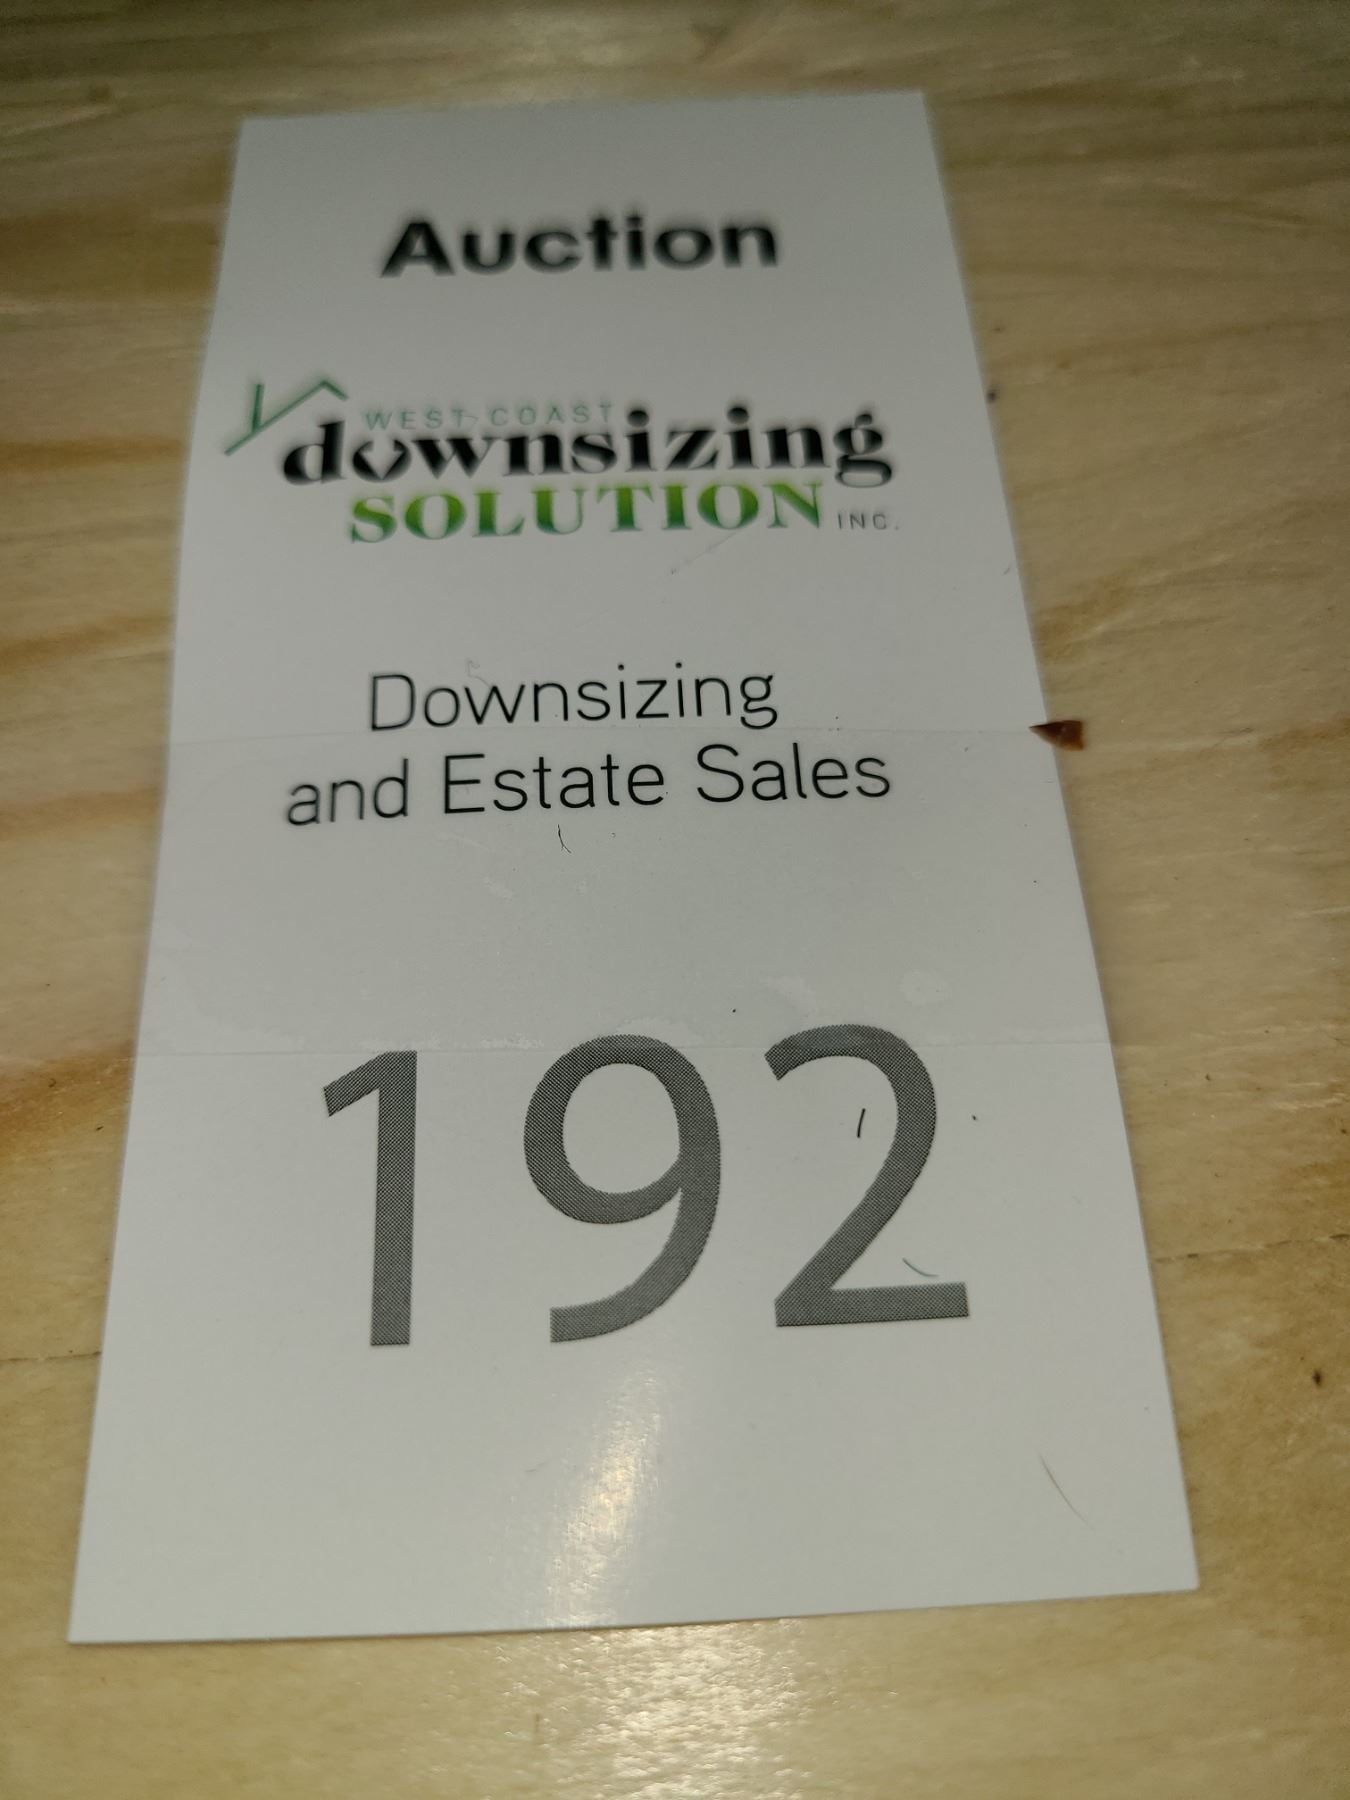 Auction
WEST COAST
downsizing
SOLUTION INC.
Downsizing
and Estate Sales
192